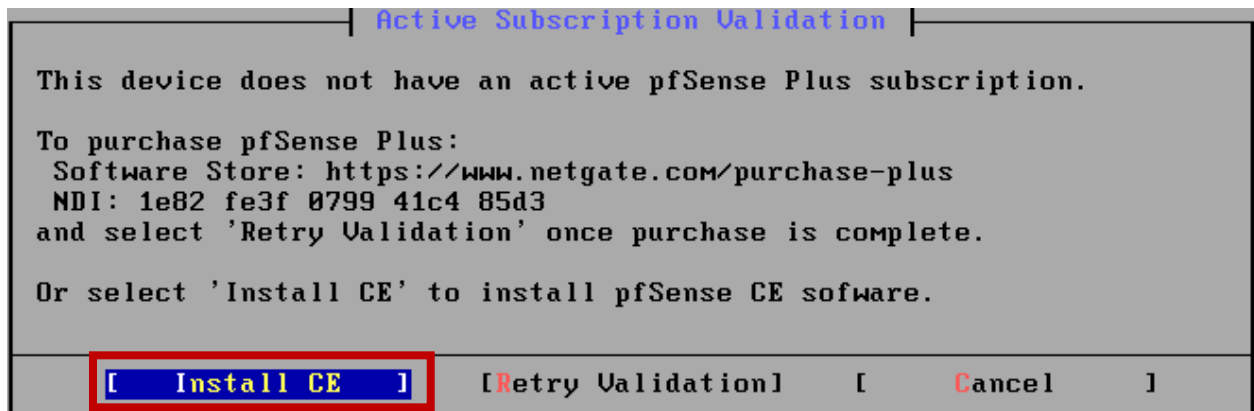 Active Subscription Validation
This device does not have an active pfSense Plus subscription.
To purchase pfSense Plus:
Software Store: https://www.netgate.com/purchase-plus
NDI: 1e82 fe3f 0799 41c4 85d3
and select 'Retry Validation' once purchase is complete.
Or select 'Install CE' to install pfSense CE sofware.
[ Install CE ] [Retry Validation] [ Cancel ]